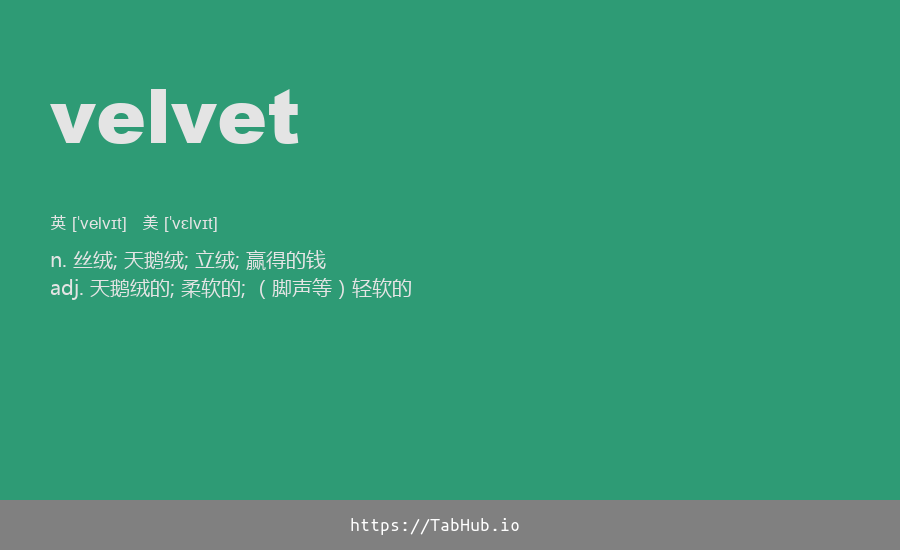 velvet
英 ['velvɪt] 美 ['vɛlvɪt]
n. 丝绒; 天鹅绒; 立绒; 赢得的钱
adj. 天鹅绒的; 柔软的; （脚声等）轻软的
https://TabHub.io